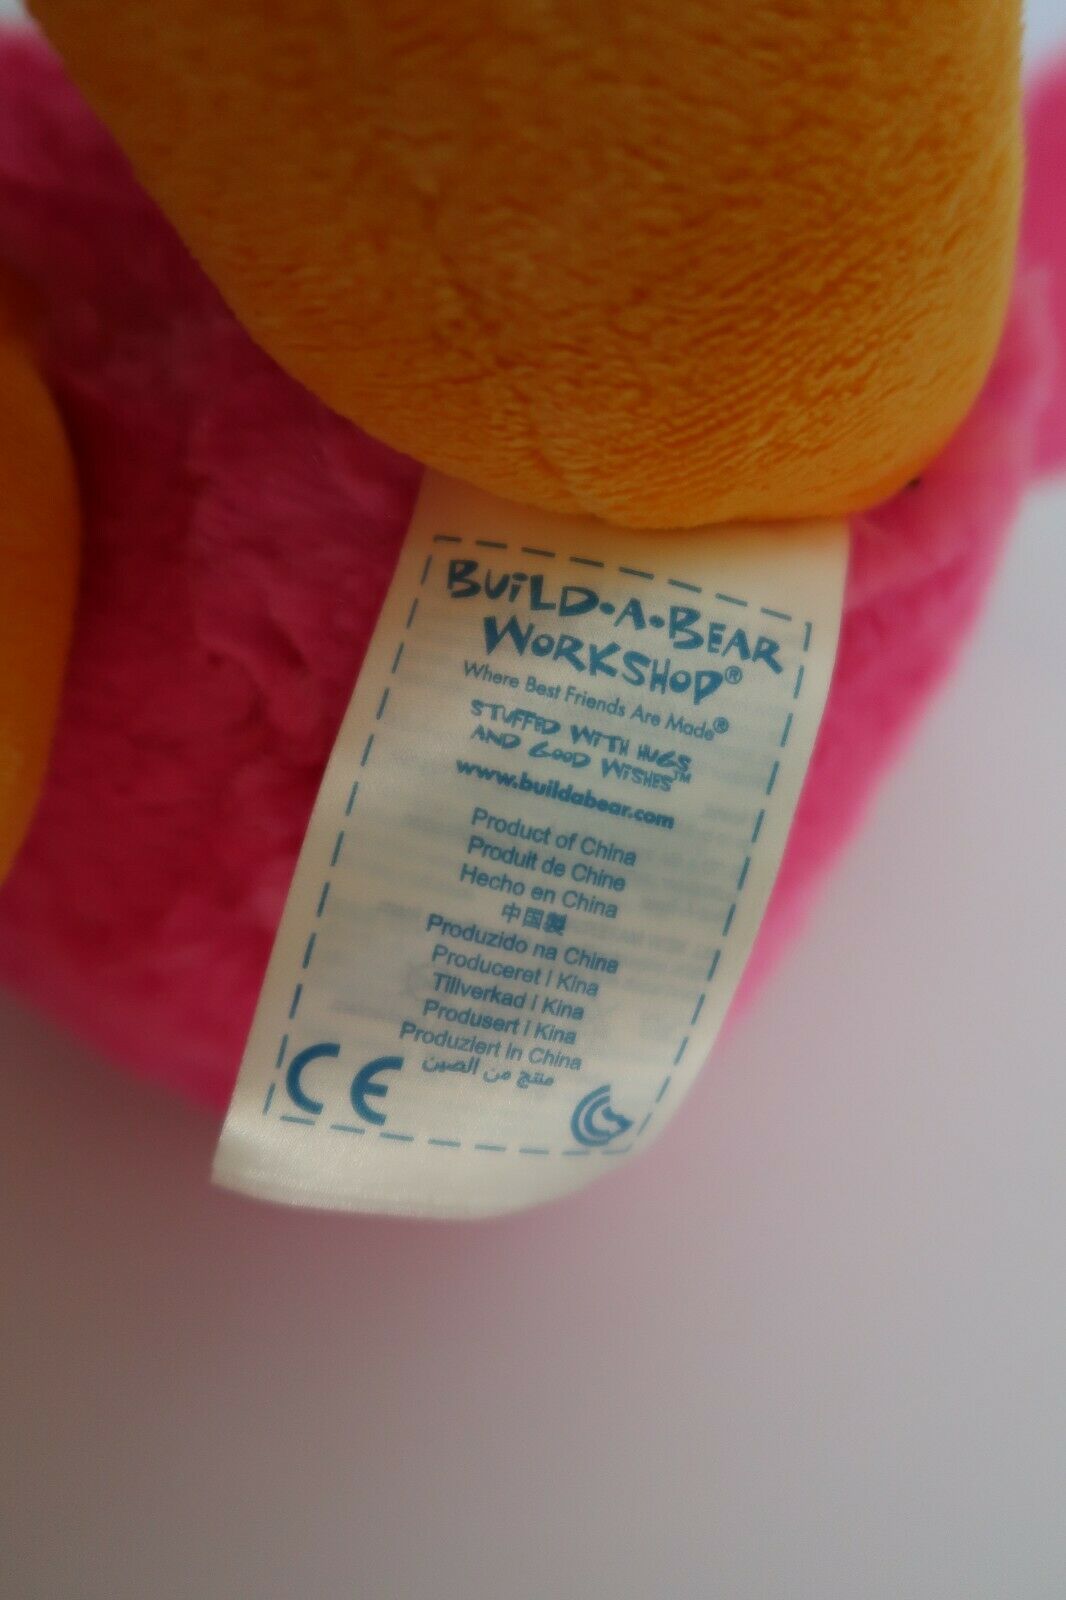 BUiLD•A•BEAR
WORKSHOP®
Where Best Friends Are Made®
STUFFED WITH HUGS
AND GOOD WISHES™
www.buildabear.com
Product of China
Produit de Chine
Hecho en China
中国製
Produzido na China
Produceret i Kina
Tillverkad i Kina
Produsert i Kina
Produziert in China
منتج من الصين
CE